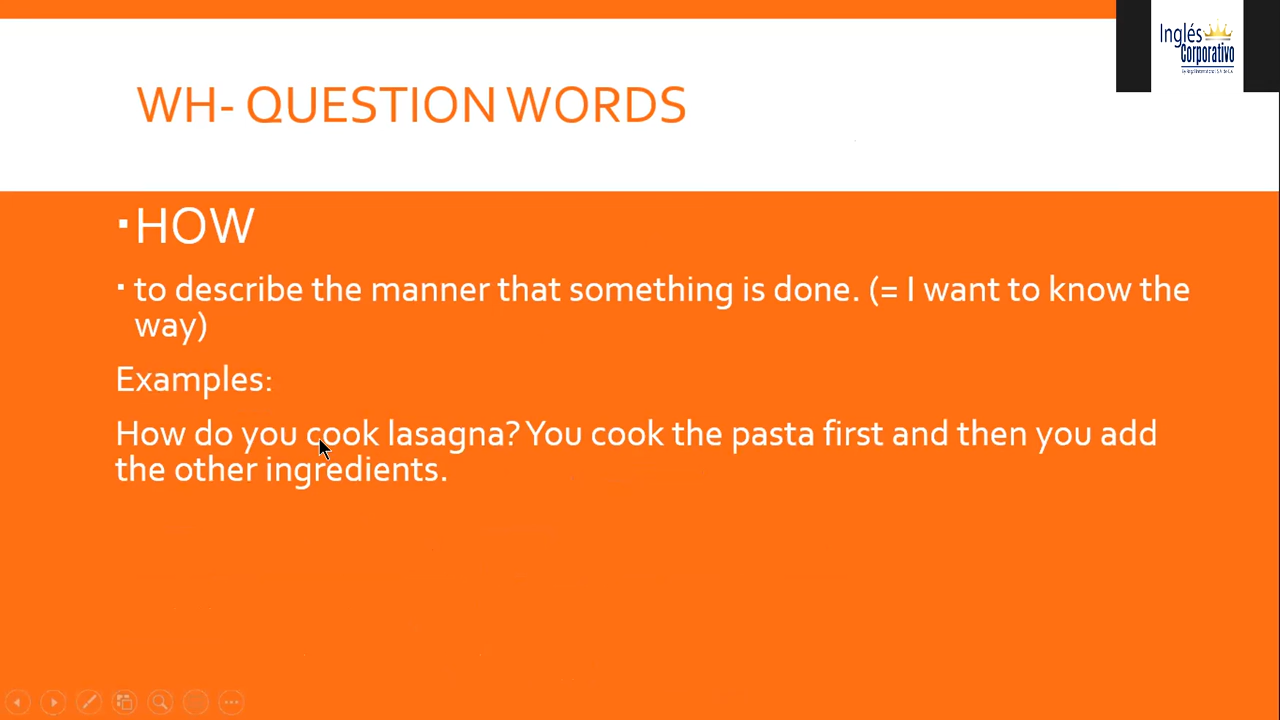 Inglés
Corporativo
WH- QUESTION WORDS
▪HOW
▪ to describe the manner that something is done. (= I want to know the
way)
Examples:
How do you cook lasagna? You cook the pasta first and then you add
the other ingredients.